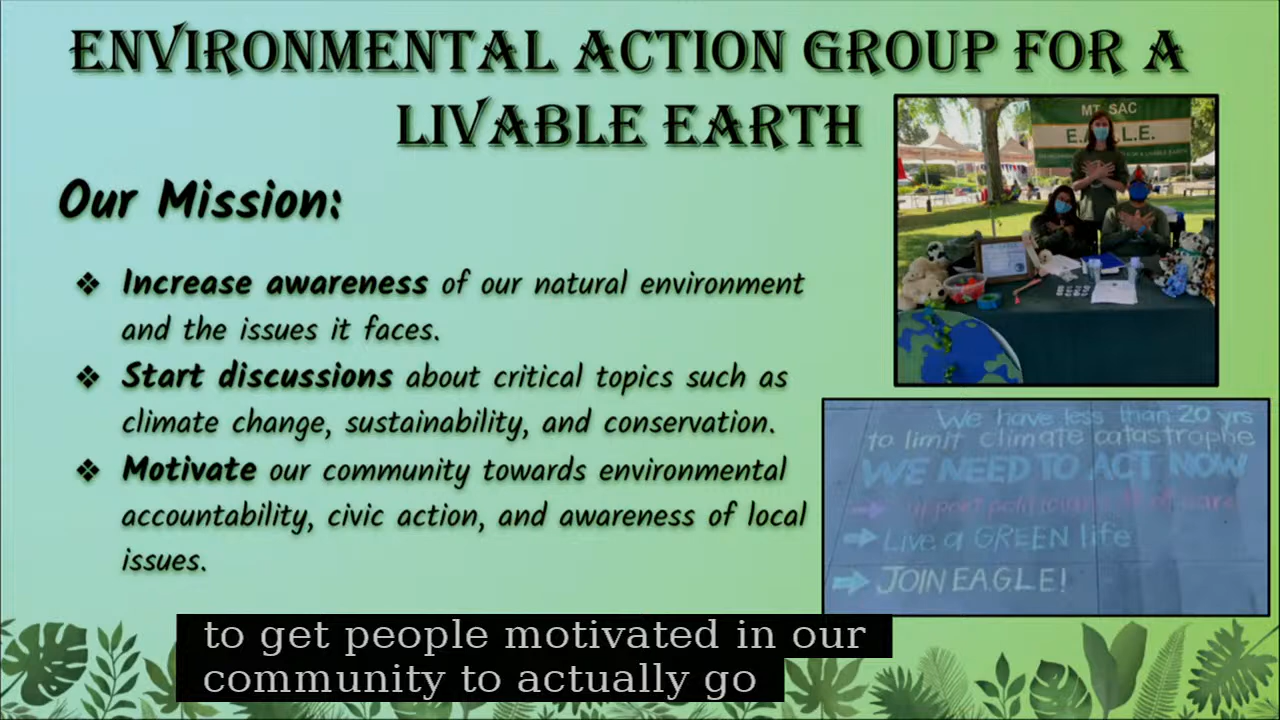 ENVIRONMENTAL ACTION GROUP FOR A
LIVABLE EARTH
Our Mission:
❖ Increase awareness of our natural environment
and the issues it faces.
❖ Start discussions about critical topics such as
climate change, sustainability, and conservation.
❖ Motivate our community towards environmental
accountability, civic action, and awareness of local
issues.
MT. SAC
We have less than 20 yrs
to limit climate catastrophe
WE NEED TO ACT NOW
→ Support politicians
→ Live a GREEN life
→ JOIN E.A.G.L.E!
to get people motivated in our
community to actually go